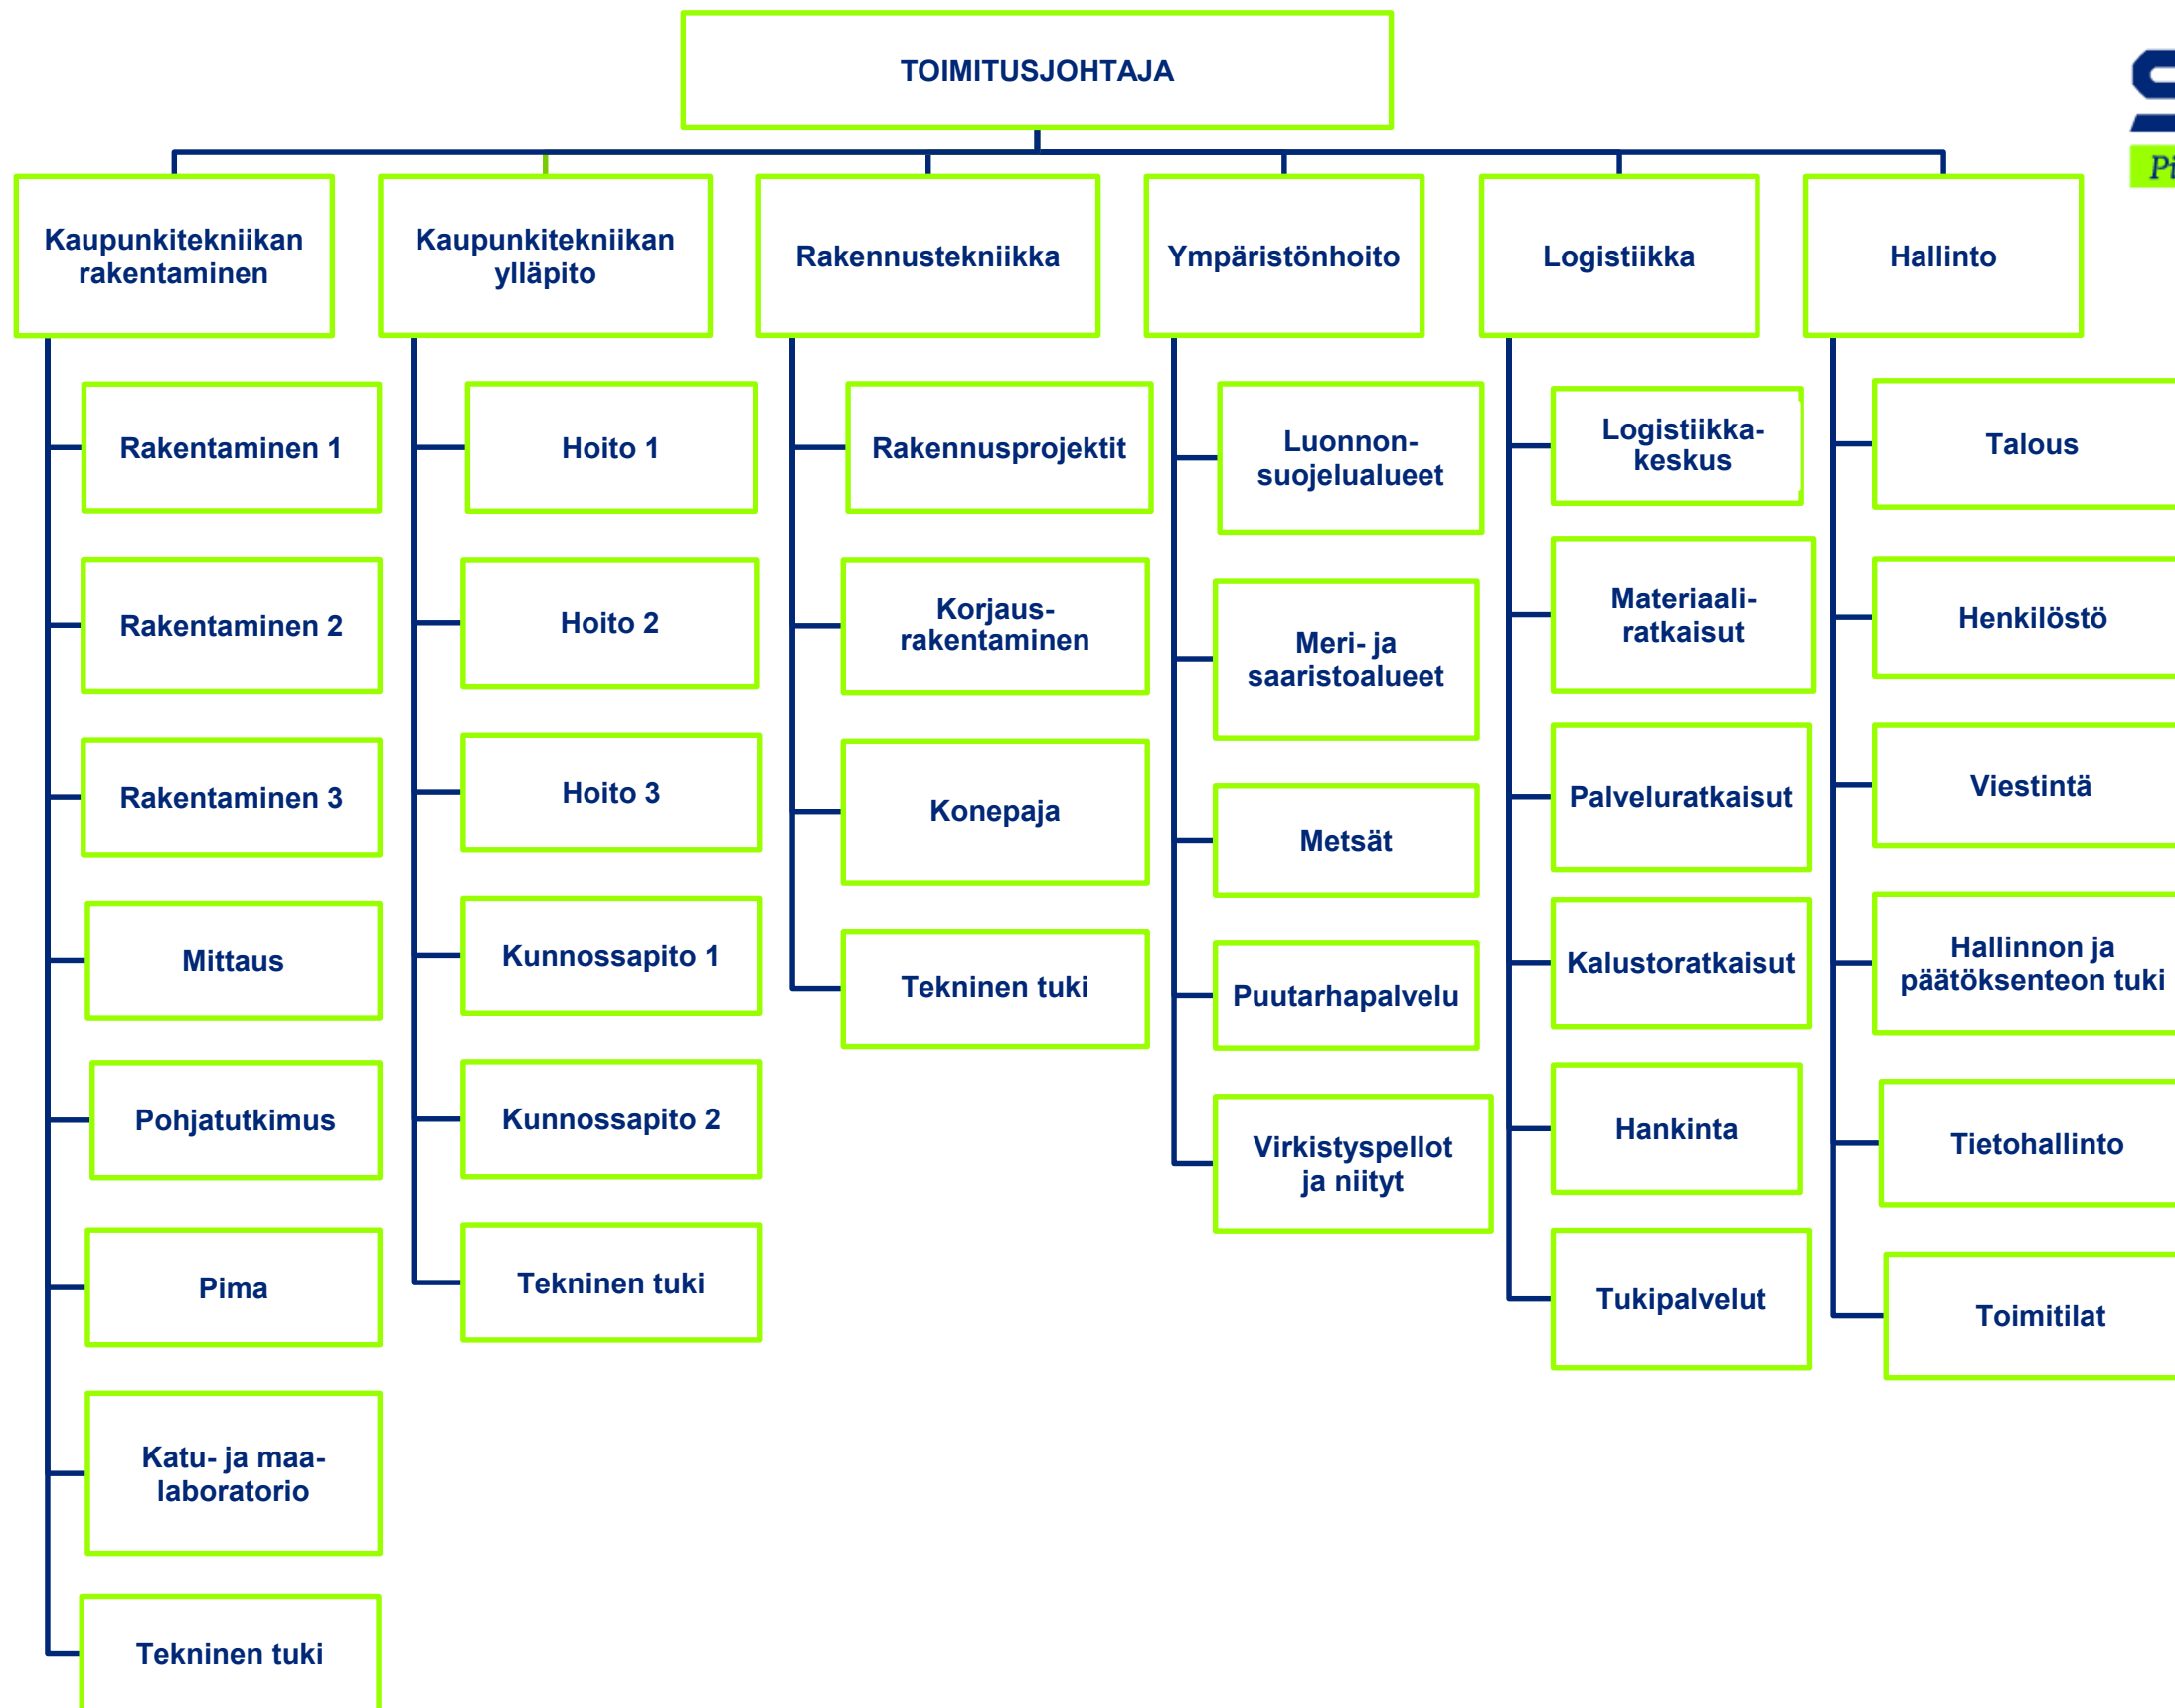 TOIMITUSJOHTAJA
Kaupunkitekniikan
rakentaminen
Rakentaminen 1
Rakentaminen 2
Rakentaminen 3
Mittaus
Pohjatutkimus
Pima
Katu- ja maa-
laboratorio
Tekninen tuki
Kaupunkitekniikan
ylläpito
Hoito 1
Hoito 2
Hoito 3
Kunnossapito 1
Kunnossapito 2
Tekninen tuki
Rakennustekniikka
Rakennusprojektit
Korjaus-
rakentaminen
Konepaja
Tekninen tuki
Ympäristönhoito
Luonnon-
suojelualueet
Meri- ja
saaristoalueet
Metsät
Puutarhapalvelu
Virkistyspellot
ja niityt
Logistiikka
Logistiikka-
keskus
Materiaali-
ratkaisut
Palveluratkaisut
Kalustoratkaisut
Hankinta
Tukipalvelut
Hallinto
Talous
Henkilöstö
Viestintä
Hallinnon ja
päätöksenteon tuki
Tietohallinto
Toimitilat